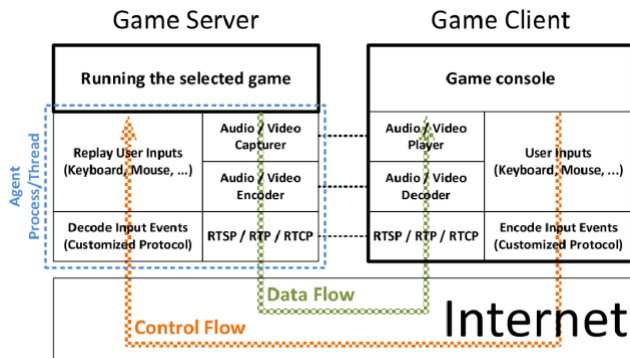 Game Server
Game Client
Running the selected game
Game console
Agent
Process/Thread
Replay User Inputs
(Keyboard, Mouse, ...)
Audio / Video
Capturer
Audio / Video
Player
User Inputs
(Keyboard, Mouse, ...)
Audio / Video
Encoder
Audio / Video
Decoder
Decode Input Events
(Customized Protocol)
RTSP / RTP / RTCP
RTSP / RTP / RTCP
Encode Input Events
(Customized Protocol)
Data Flow
Control Flow
Internet